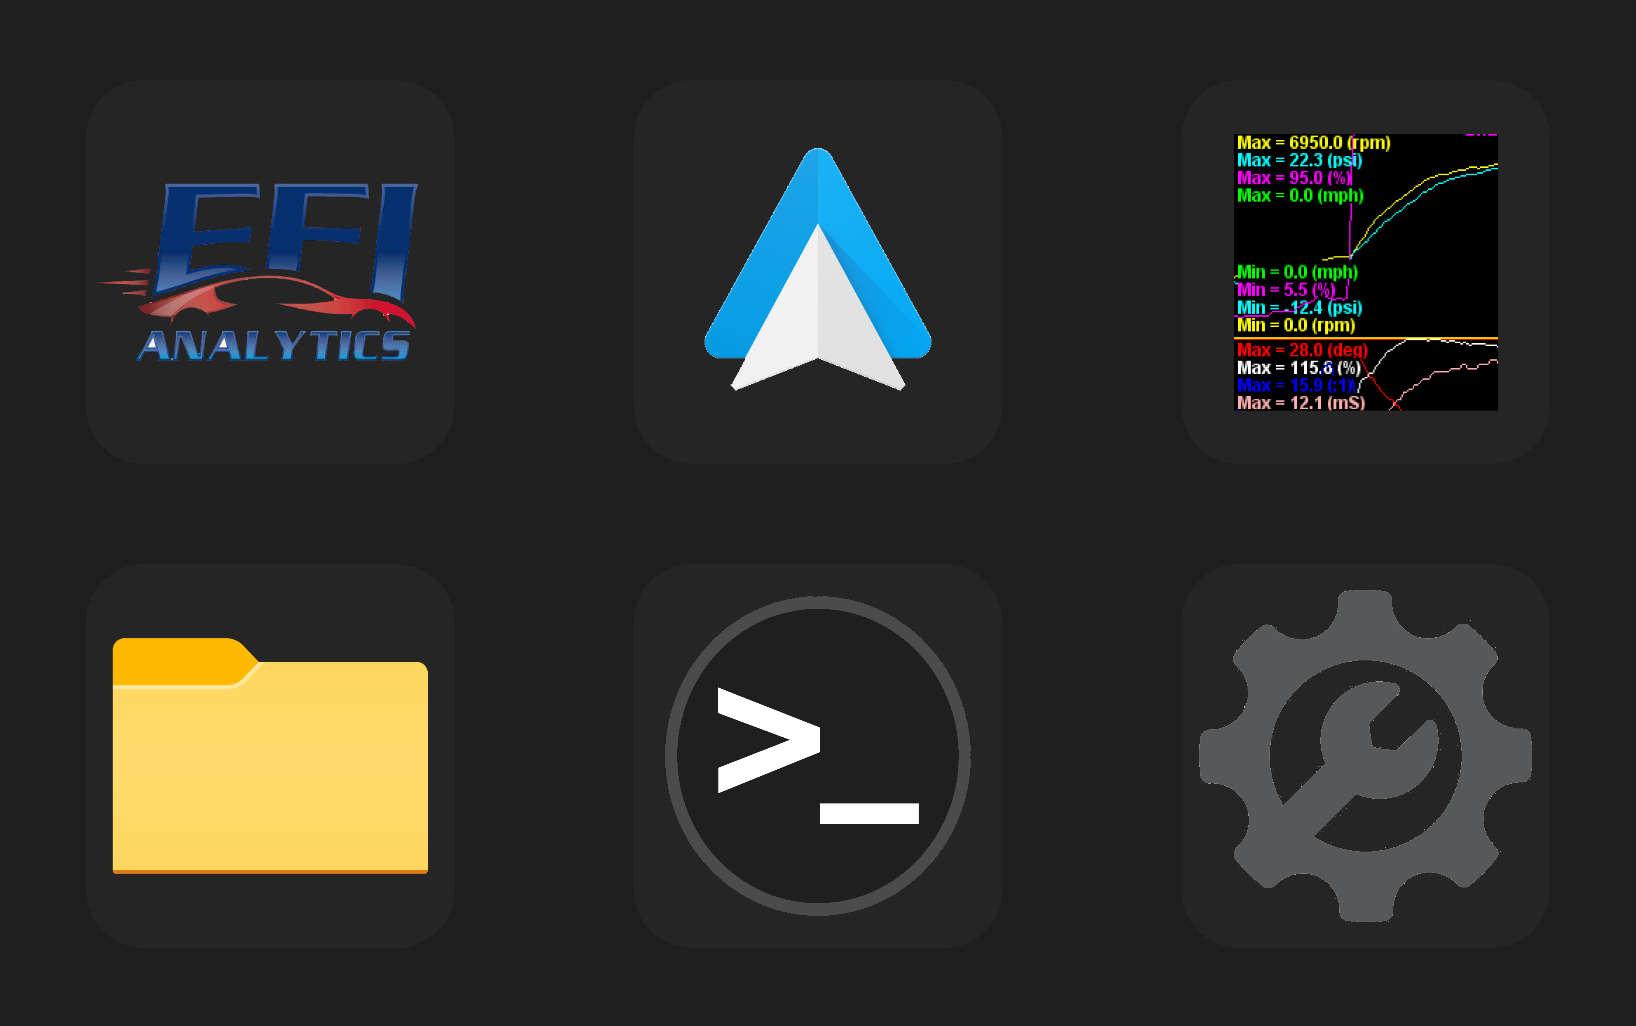 EFI
ANALYTICS
Max = 6950.0 (rpm)
Max = 22.3 (psi)
Max = 95.0 (%)
Max = 0.0 (mph)
Min = 0.0 (mph)
Min = 5.5 (%)
Min = -12.4 (psi)
Min = 0.0 (rpm)
Max = 28.0 (deg)
Max = 115.6 (%)
Max = 15.9 (:1)
Max = 12.1 (mS)
>_